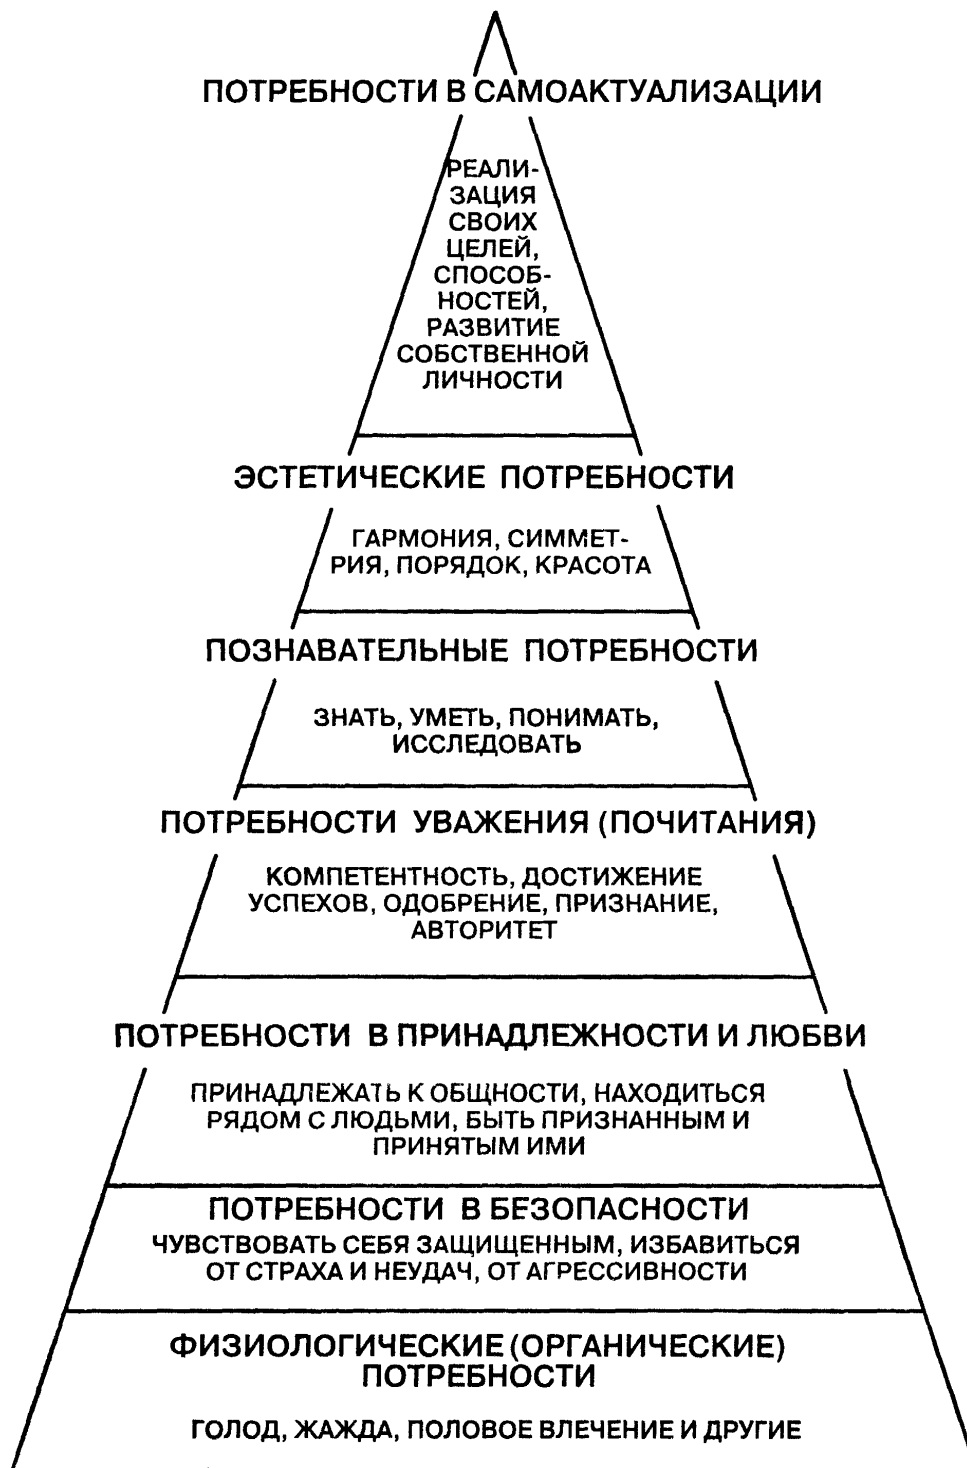 ПОТРЕБНОСТИ В САМОАКТУАЛИЗАЦИИ
РЕАЛИ-
ЗАЦИЯ
СВОИХ
ЦЕЛЕЙ,
СПОСОБ-
НОСТЕЙ,
РАЗВИТИЕ
СОБСТВЕННОЙ
ЛИЧНОСТИ
ЭСТЕТИЧЕСКИЕ ПОТРЕБНОСТИ
ГАРМОНИЯ, СИММЕТ-
РИЯ, ПОРЯДОК, КРАСОТА
ПОЗНАВАТЕЛЬНЫЕ ПОТРЕБНОСТИ
ЗНАТЬ, УМЕТЬ, ПОНИМАТЬ,
ИССЛЕДОВАТЬ
ПОТРЕБНОСТИ УВАЖЕНИЯ (ПОЧИТАНИЯ)
КОМПЕТЕНТНОСТЬ, ДОСТИЖЕНИЕ
УСПЕХОВ, ОДОБРЕНИЕ, ПРИЗНАНИЕ,
АВТОРИТЕТ
ПОТРЕБНОСТИ В ПРИНАДЛЕЖНОСТИ И ЛЮБВИ
ПРИНАДЛЕЖАТЬ К ОБЩНОСТИ, НАХОДИТЬСЯ
РЯДОМ С ЛЮДЬМИ, БЫТЬ ПРИЗНАННЫМ И
ПРИНЯТЫМ ИМИ
ПОТРЕБНОСТИ В БЕЗОПАСНОСТИ
ЧУВСТВОВАТЬ СЕБЯ ЗАЩИЩЕННЫМ, ИЗБАВИТЬСЯ
ОТ СТРАХА И НЕУДАЧ, ОТ АГРЕССИВНОСТИ
ФИЗИОЛОГИЧЕСКИЕ (ОРГАНИЧЕСКИЕ)
ПОТРЕБНОСТИ
ГОЛОД, ЖАЖДА, ПОЛОВОЕ ВЛЕЧЕНИЕ И ДРУГИЕ